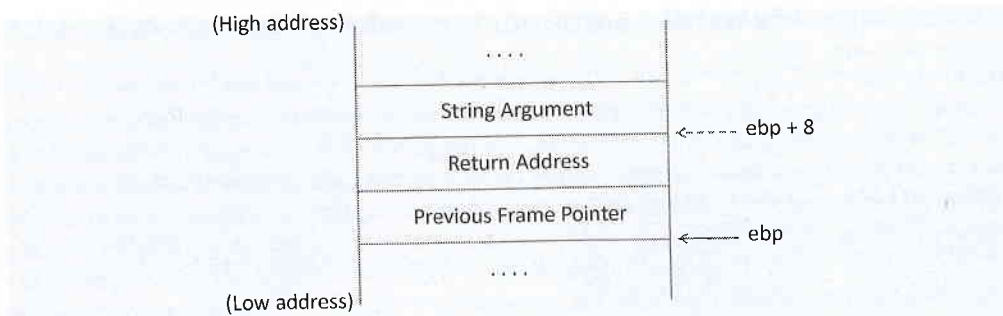 (High address)
....
String Argument
ebp + 8
Return Address
Previous Frame Pointer
ebp
....
(Low address)